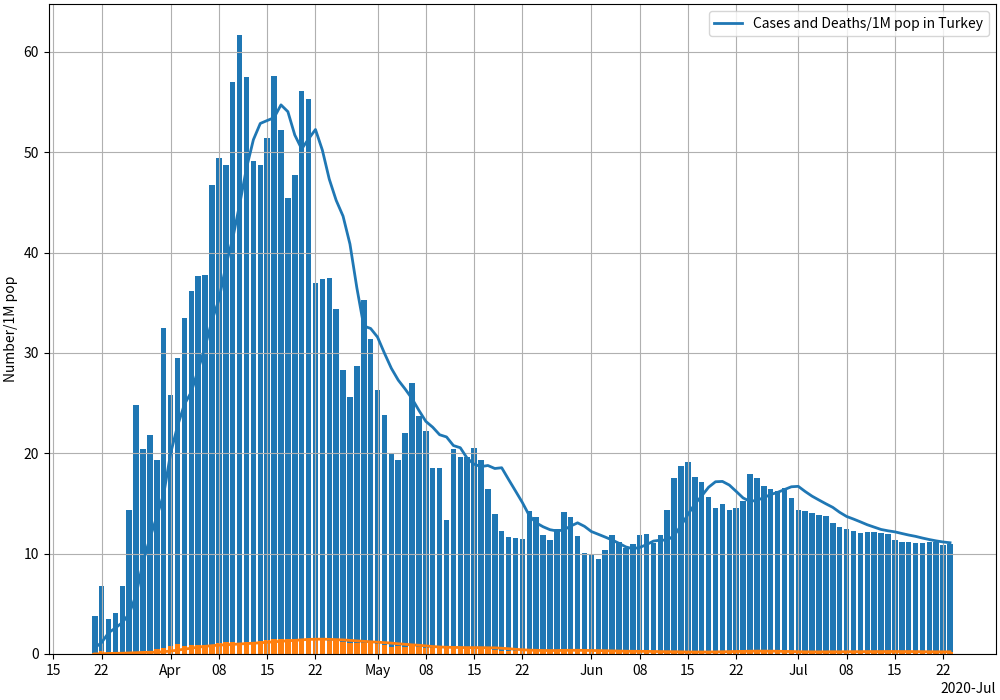 Cases and Deaths/1M pop in Turkey
60
50
40
30
20
10
0
Number/1M pop
15 22 Apr 08 15 22 May 08 15 22 Jun 08 15 22 Jul 08 15 22
2020-Jul